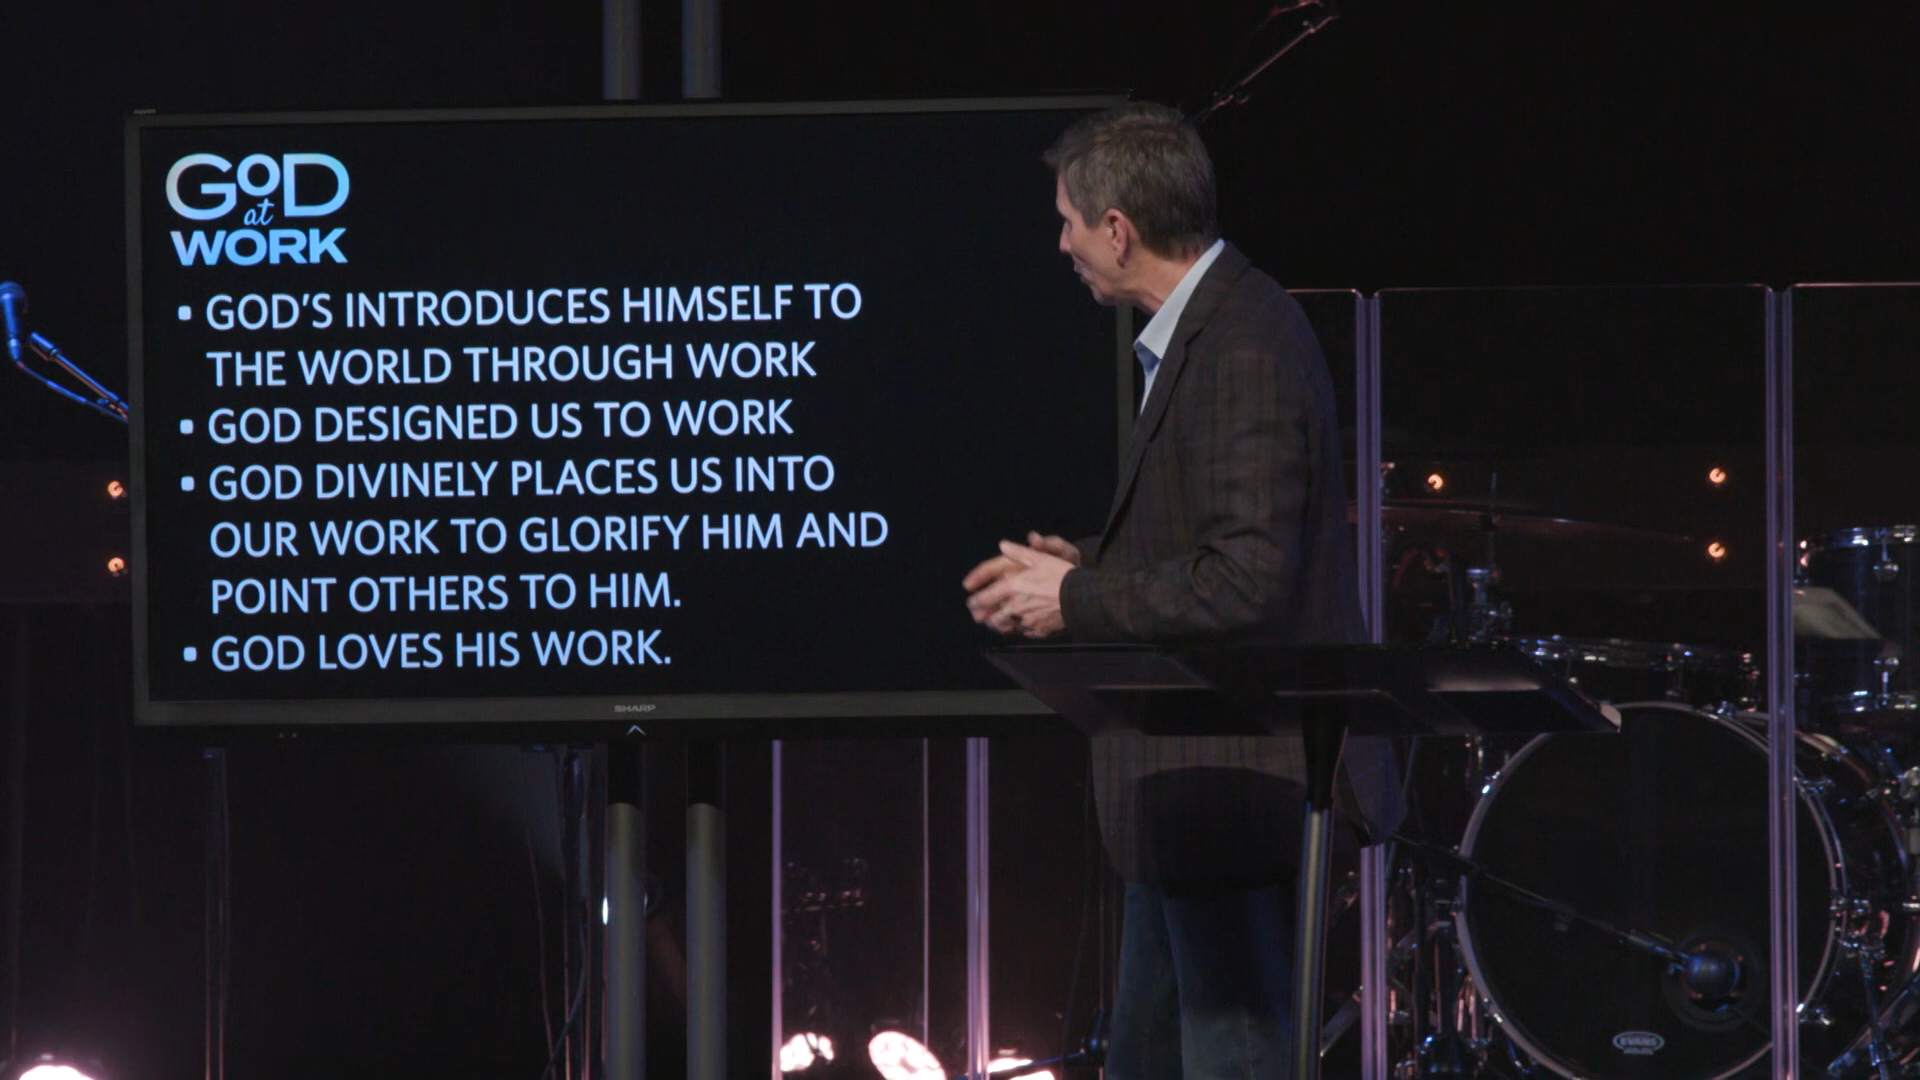 GOD
at
WORK
▪ GOD'S INTRODUCES HIMSELF TO
THE WORLD THROUGH WORK
▪ GOD DESIGNED US TO WORK
▪ GOD DIVINELY PLACES US INTO
OUR WORK TO GLORIFY HIM AND
POINT OTHERS TO HIM.
▪ GOD LOVES HIS WORK.
SHARP
EVANS